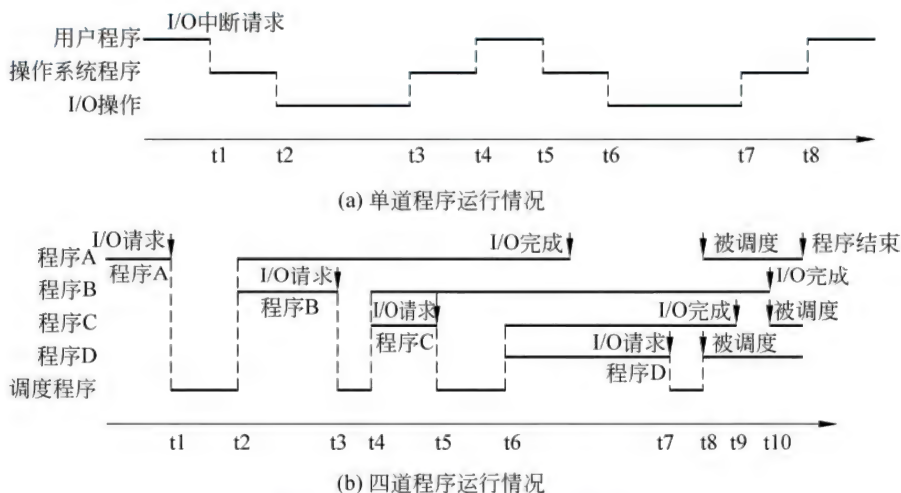 I/O中断请求
用户程序
操作系统程序
I/O操作
t1 t2 t3 t4 t5 t6 t7 t8
(a) 单道程序运行情况
I/O请求 I/O完成 被调度 程序结束
程序A 程序A
I/O请求 I/O完成
程序B 程序B
I/O请求 I/O完成 被调度
程序C 程序C
I/O请求 被调度
程序D 程序D
调度程序
t1 t2 t3 t4 t5 t6 t7 t8 t9 t10
(b) 四道程序运行情况